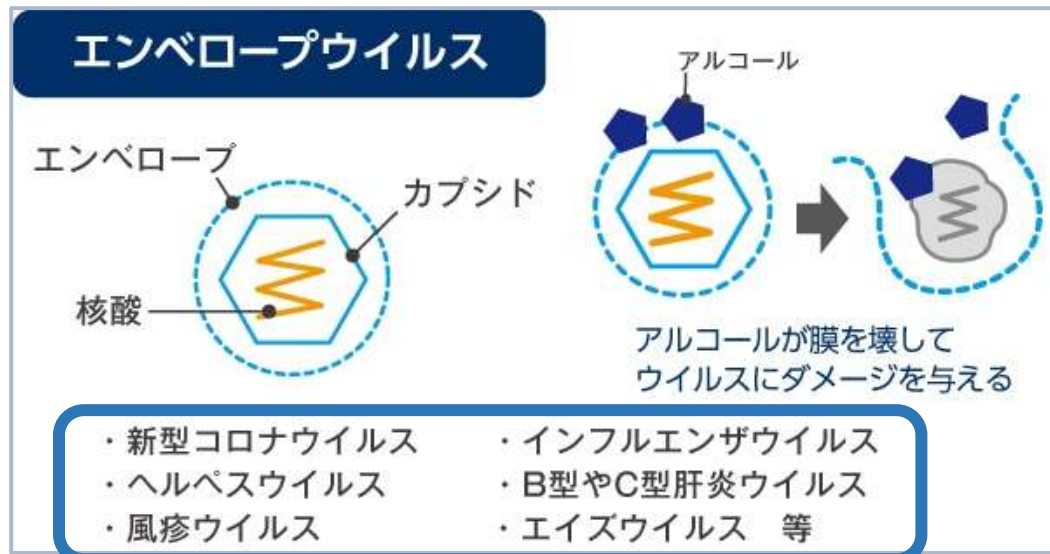 エンベロープウイルス
エンベロープ
カプシド
核酸
アルコール
アルコールが膜を壊して
ウイルスにダメージを与える
・新型コロナウイルス
・ヘルペスウイルス
・風疹ウイルス
・インフルエンザウイルス
・B型やC型肝炎ウイルス
・エイズウイルス 等